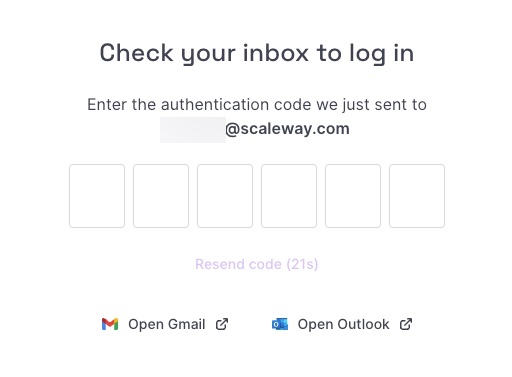 Check your inbox to log in
Enter the authentication code we just sent to
@scaleway.com
Resend code (21s)
Open Gmail
Open Outlook